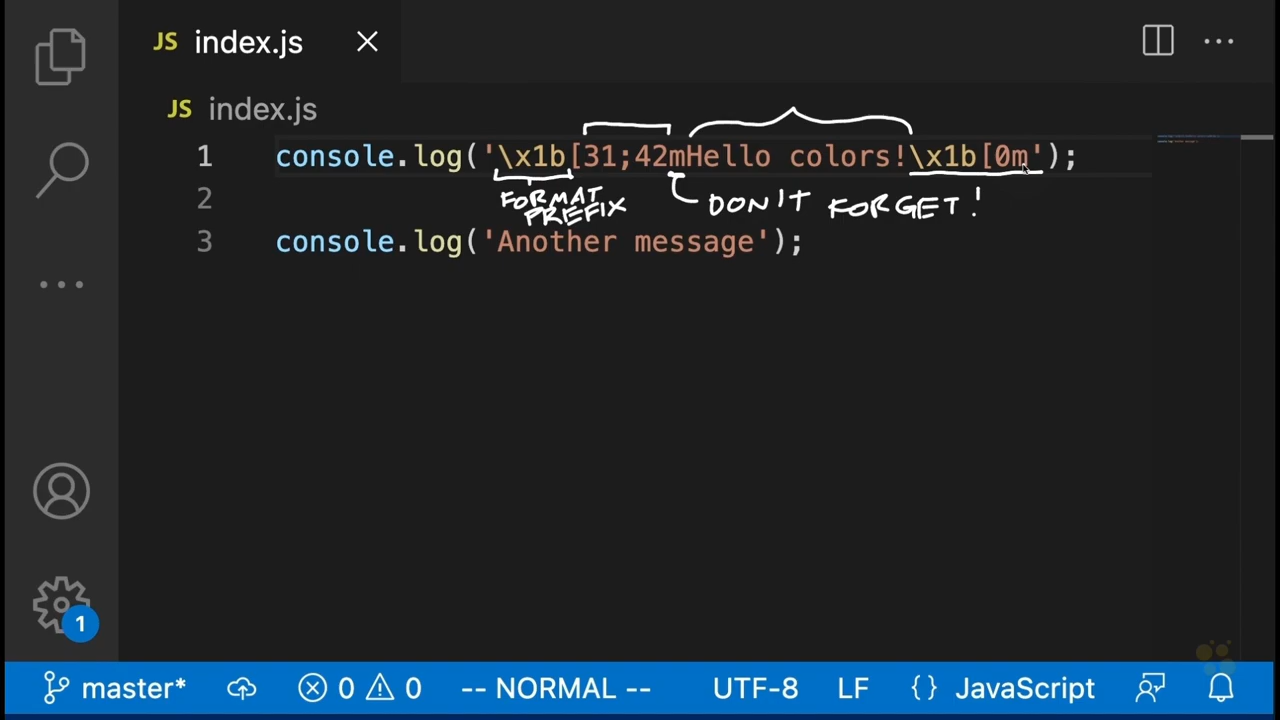 JS index.js
JS index.js
1 console.log('\x1b[31;42mHello colors!\x1b[0m');
FORMAT PREFIX
DON'T FORGET!
2
3 console.log('Another message');
1
master* 0 0 -- NORMAL -- UTF-8 LF {} JavaScript